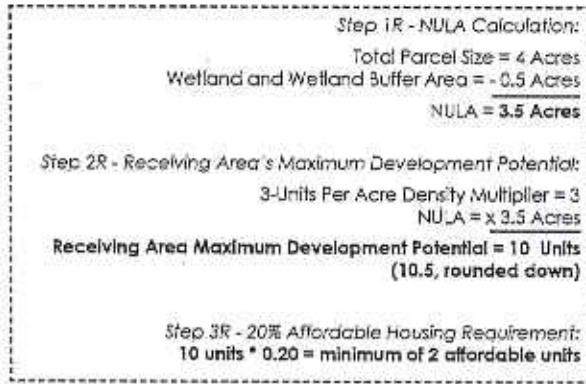 Step 1R - NULA Calculation:
Total Parcel Size = 4 Acres
Wetland and Wetland Buffer Area = - 0.5 Acres
NULA = 3.5 Acres
Step 2R - Receiving Area's Maximum Development Potential:
3-Units Per Acre Density Multiplier = 3
NULA = x 3.5 Acres
Receiving Area Maximum Development Potential = 10 Units
(10.5, rounded down)
Step 3R - 20% Affordable Housing Requirement:
10 units * 0.20 = minimum of 2 affordable units